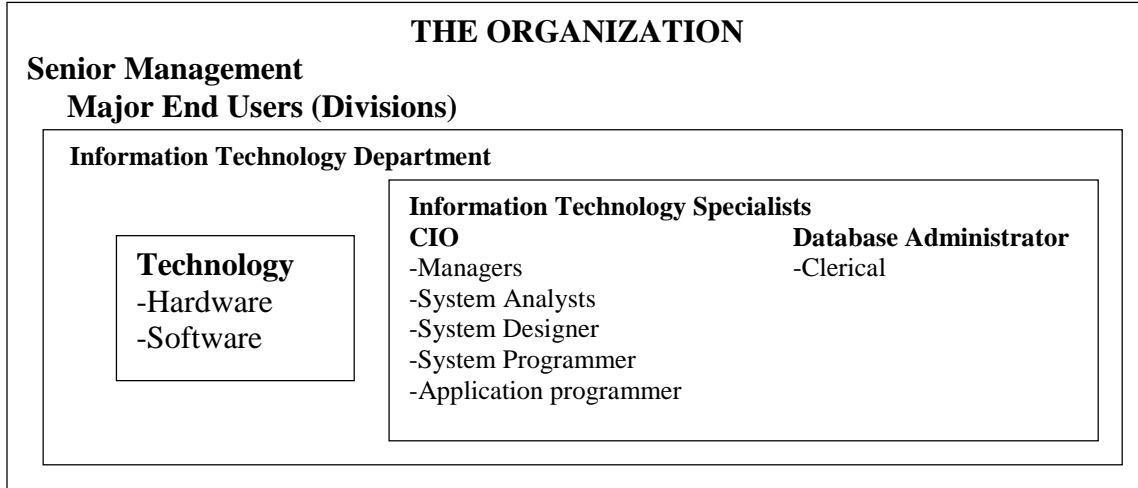 THE ORGANIZATION
Senior Management
Major End Users (Divisions)
Information Technology Department
Technology
-Hardware
-Software
Information Technology Specialists
CIO
-Managers
-System Analysts
-System Designer
-System Programmer
-Application programmer
Database Administrator
-Clerical